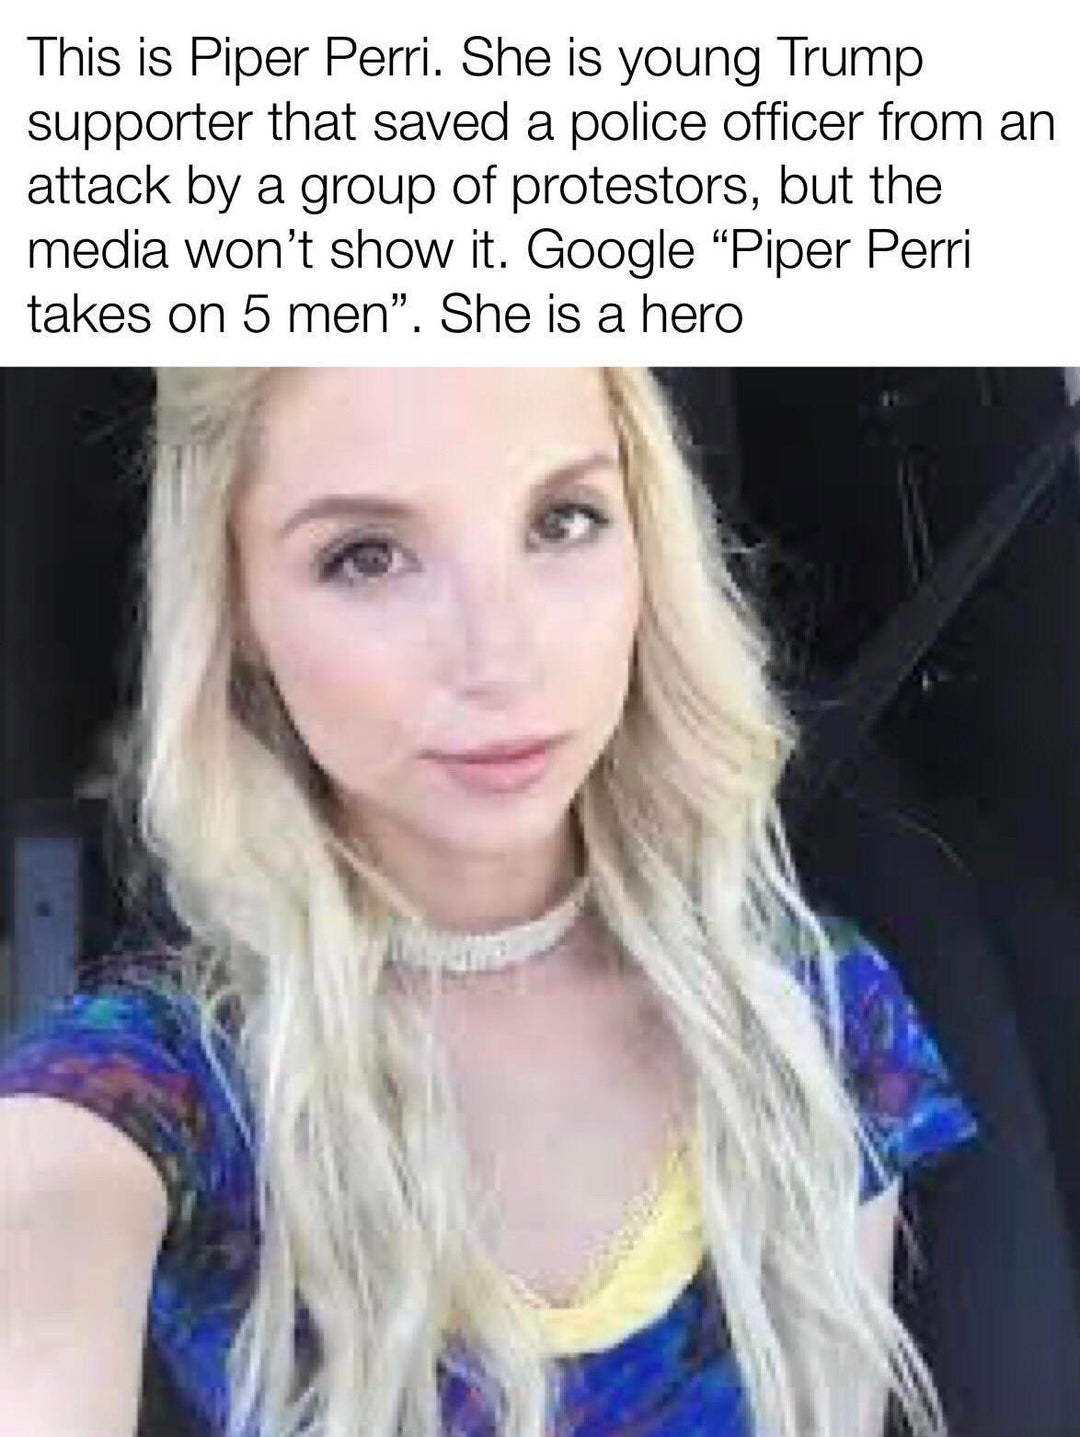 This is Piper Perri. She is young Trump
supporter that saved a police officer from an
attack by a group of protestors, but the
media won’t show it. Google “Piper Perri
takes on 5 men”. She is a hero